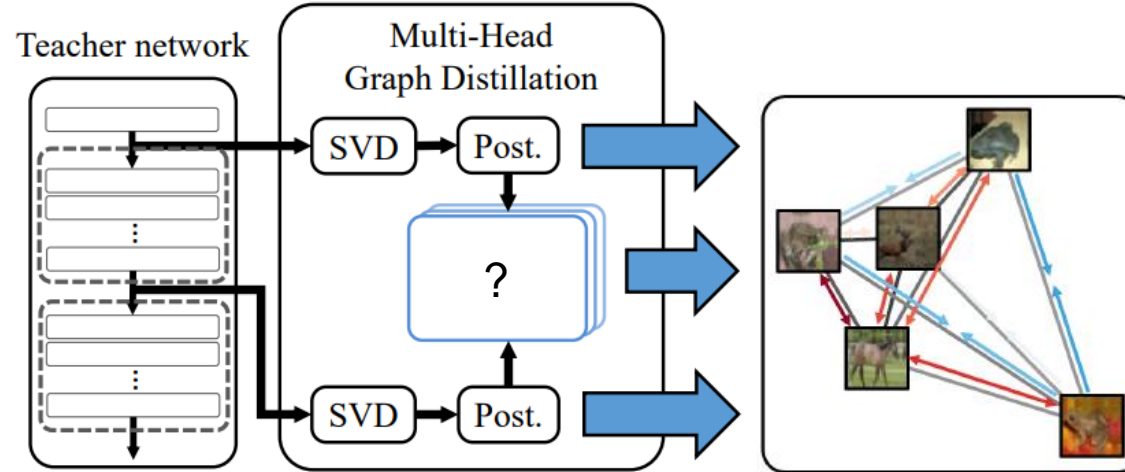 Teacher network
Multi-Head
Graph Distillation
SVD
Post.
?
SVD
Post.